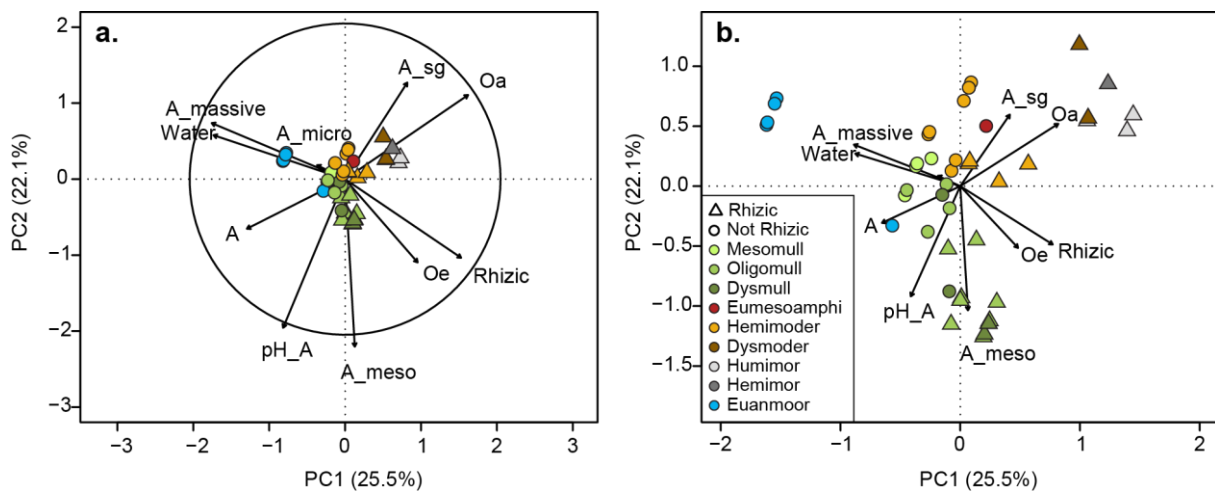 a.
b.
PC2 (22.1%)
2
1
0
−1
−2
−3
A_sg
Oa
A_massive
Water
A_micro
A
Oe
Rhizic
pH_A
A_meso
−3
−2
−1
0
1
2
3
PC1 (25.5%)
PC2 (22.1%)
1.0
0.5
0.0
−0.5
−1.0
−1.5
A_sg
A_massive
Oa
Water
A
Oe
Rhizic
pH_A
A_meso
Rhizic
Not Rhizic
Mesomull
Oligomull
Dysmull
Eumesoamphi
Hemimoder
Dysmoder
Humimor
Hemimor
Euanmoor
−2
−1
0
1
2
PC1 (25.5%)